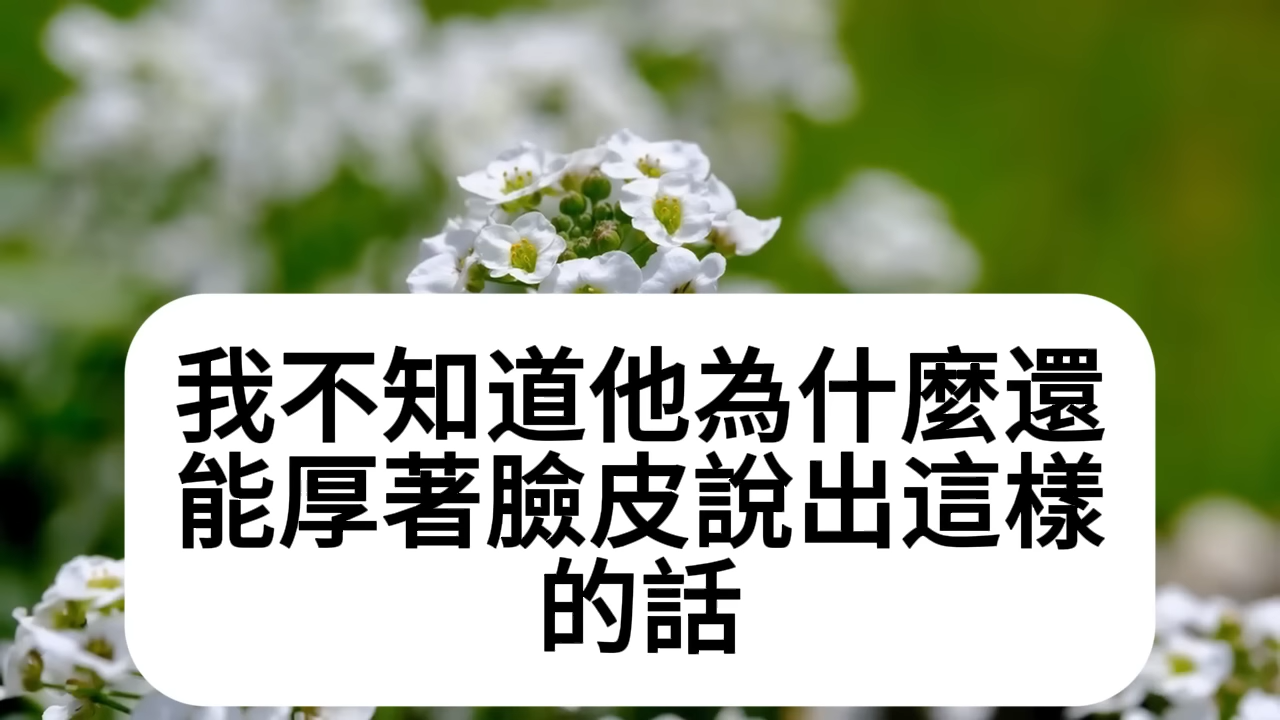 我不知道他為什麼還
能厚著臉皮說出這樣
的話